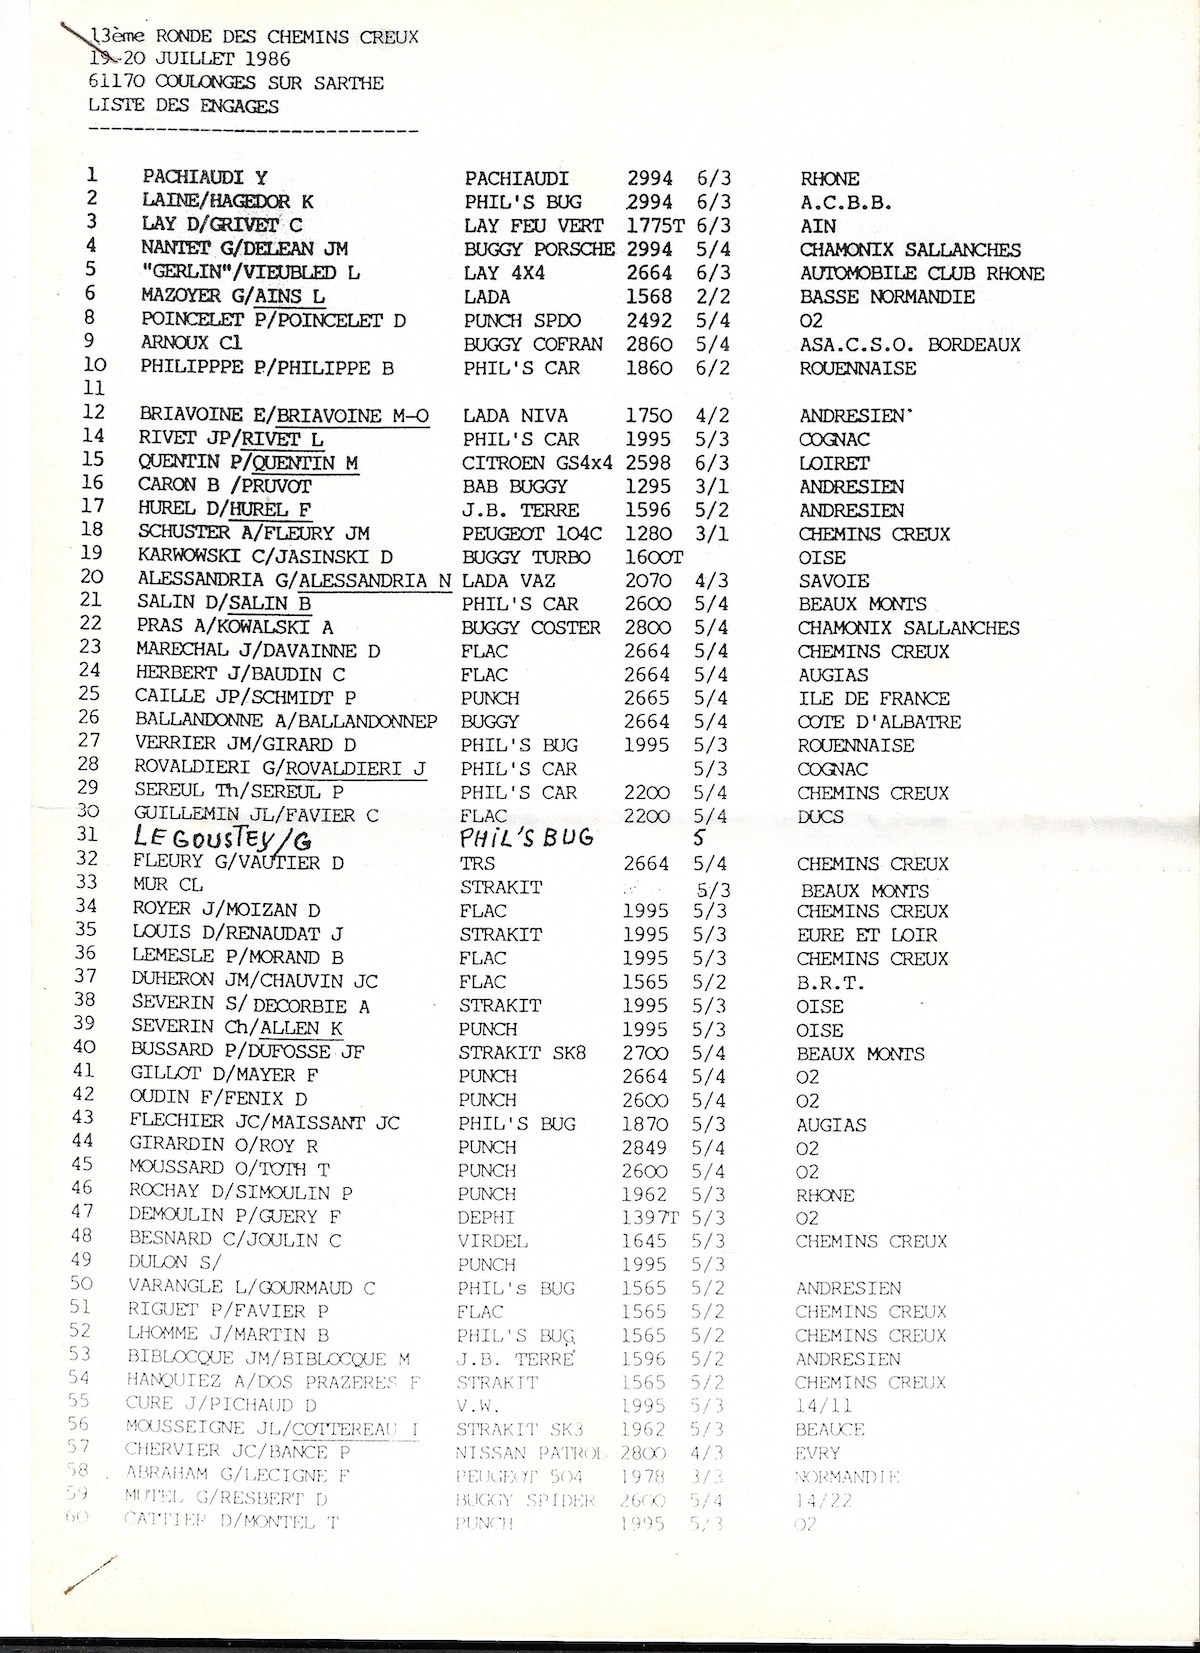 13ème RONDE DES CHEMINS CREUX
19-20 JUILLET 1986
61170 COULONGES SUR SARTHE
LISTE DES ENGAGES
-----------------------------
1 PACHIAUDI Y PACHIAUDI 2994 6/3 RHONE
2 LAINE/HAGEDOR K PHIL'S BUG 2994 6/3 A.C.B.B.
3 LAY D/GRIVET C LAY FEU VERT 1775T 6/3 AIN
4 NANTET G/DELEAN JM BUGGY PORSCHE 2994 5/4 CHAMONIX SALLANCHES
5 "GERLIN"/VIEUBLED L LAY 4X4 2664 6/3 AUTOMOBILE CLUB RHONE
6 MAZOYER G/AINS L LADA 1568 2/2 BASSE NORMANDIE
8 POINCELET P/POINCELET D PUNCH SPDO 2492 5/4 O2
9 ARNOUX Cl BUGGY COFRAN 2860 5/4 ASA.C.S.O. BORDEAUX
10 PHILIPPPE P/PHILIPPE B PHIL'S CAR 1860 6/2 ROUENNAISE
11
12 BRIAVOINE E/BRIAVOINE M-O LADA NIVA 1750 4/2 ANDRESIEN
14 RIVET JP/RIVET L PHIL'S CAR 1995 5/3 COGNAC
15 QUENTIN P/QUENTIN M CITROEN GS4x4 2598 6/3 LOIRET
16 CARON B /PRUVOT BAB BUGGY 1295 3/1 ANDRESIEN
17 HUREL D/HUREL F J.B. TERRE 1596 5/2 ANDRESIEN
18 SCHUSTER A/FLEURY JM PEUGEOT 104C 1280 3/1 CHEMINS CREUX
19 KARWOWSKI C/JASINSKI D BUGGY TURBO 1600T OISE
20 ALESSANDRIA G/ALESSANDRIA N LADA VAZ 2070 4/3 SAVOIE
21 SALIN D/SALIN B PHIL'S CAR 2600 5/4 BEAUX MONTS
22 PRAS A/KOWALSKI A BUGGY COSTER 2800 5/4 CHAMONIX SALLANCHES
23 MARECHAL J/DAVAINNE D FLAC 2664 5/4 CHEMINS CREUX
24 HERBERT J/BAUDIN C FLAC 2664 5/4 AUGIAS
25 CAILLE JP/SCHMIDT P PUNCH 2665 5/4 ILE DE FRANCE
26 BALLANDONNE A/BALLANDONNEP BUGGY 2664 5/4 COTE D'ALBATRE
27 VERRIER JM/GIRARD D PHIL'S BUG 1995 5/3 ROUENNAISE
28 ROVALDIERI G/ROVALDIERI J PHIL'S CAR 5/3 COGNAC
29 SEREUL Th/SEREUL P PHIL'S CAR 2200 5/4 CHEMINS CREUX
30 GUILLEMIN JL/FAVIER C FLAC 2200 5/4 DUCS
31 LEGOUSTEY/G PHIL'S BUG 5
32 FLEURY G/VAUTIER D TRS 2664 5/4 CHEMINS CREUX
33 MUR CL STRAKIT 5/3 BEAUX MONTS
34 ROYER J/MOIZAN D FLAC 1995 5/3 CHEMINS CREUX
35 LOUIS D/RENAUDAT J STRAKIT 1995 5/3 EURE ET LOIR
36 LEMESLE P/MORAND B FLAC 1995 5/3 CHEMINS CREUX
37 DUHERON JM/CHAUVIN JC FLAC 1565 5/2 B.R.T.
38 SEVERIN S/ DECORBIE A STRAKIT 1995 5/3 OISE
39 SEVERIN Ch/ALLEN K PUNCH 1995 5/3 OISE
40 BUSSARD P/DUFOSSE JF STRAKIT SK8 2700 5/4 BEAUX MONTS
41 GILLOT D/MAYER F PUNCH 2664 5/4 O2
42 OUDIN F/FENIX D PUNCH 2600 5/4 O2
43 FLECHIER JC/MAISSANT JC PHIL'S BUG 1870 5/3 AUGIAS
44 GIRARDIN O/ROY R PUNCH 2849 5/4 O2
45 MOUSSARD O/TOTH T PUNCH 2600 5/4 O2
46 ROCHAY D/SIMOULIN P PUNCH 1962 5/3 RHONE
47 DEMOULIN P/GUERY F DEPHI 1397T 5/3 O2
48 BESNARD C/JOULIN C VIRDEL 1645 5/3 CHEMINS CREUX
49 DULON S/ PUNCH 1995 5/3
50 VARANGLE L/GOURMAUD C PHIL's BUG 1565 5/2 ANDRESIEN
51 RIGUET P/FAVIER P FLAC 1565 5/2 CHEMINS CREUX
52 LHOMME J/MARTIN B PHIL'S BUG 1565 5/2 CHEMINS CREUX
53 BIBLOCQUE JM/BIBLOCQUE M J.B. TERRE 1596 5/2 ANDRESIEN
54 HANQUIEZ A/DOS PRAZERES F STRAKIT 1565 5/2 CHEMINS CREUX
55 CURE J/PICHAUD D V.W. 1995 5/3 14/11
56 MOUSSEIGNE JL/COTTEREAU I STRAKIT SK3 1962 5/3 BEAUCE
57 CHERVIER JC/BANCE P NISSAN PATROL 2800 4/3 EVRY
58 ABRAHAM G/LECIGNE F PEUGEOT 504 1978 3/3 NORMANDIE
59 MUTEL G/RESBERT D BUGGY SPIDER 2600 5/4 14/22
60 CATTIER D/MONTEL T PUNCH 1995 5/3 O2